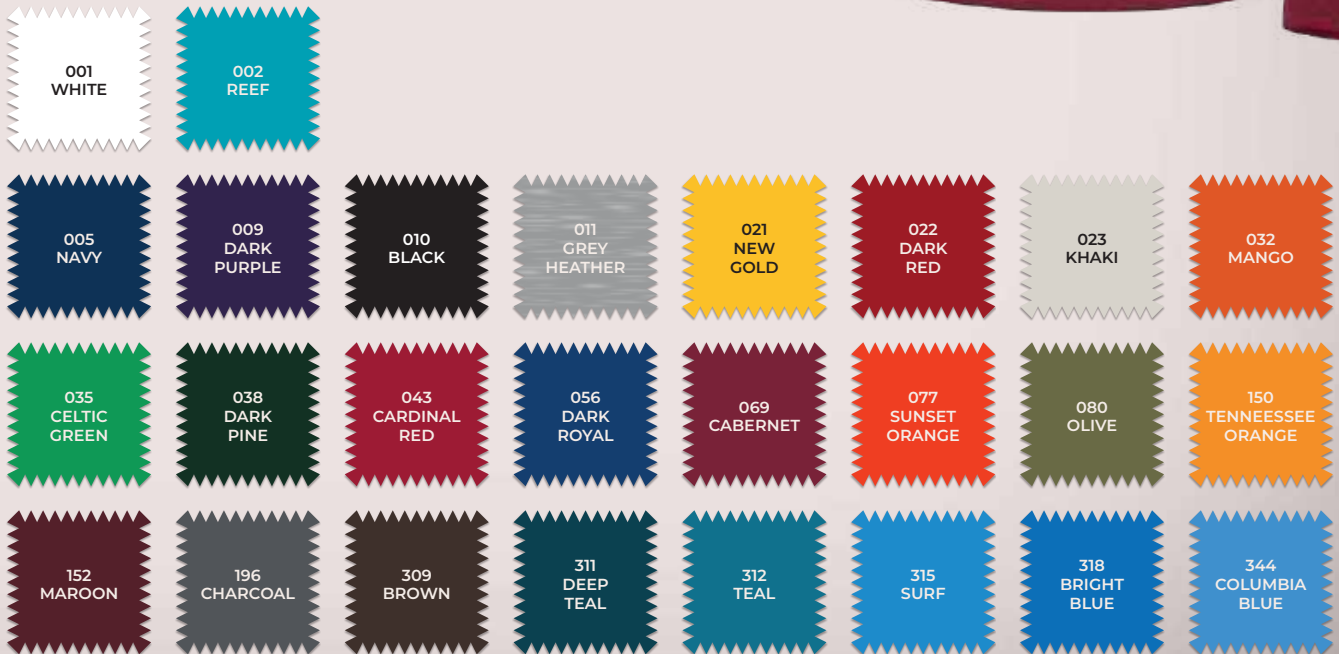 001
WHITE
002
REEF
005
NAVY
009
DARK
PURPLE
010
BLACK
011
GREY
HEATHER
021
NEW
GOLD
022
DARK
RED
023
KHAKI
032
MANGO
035
CELTIC
GREEN
038
DARK
PINE
043
CARDINAL
RED
056
DARK
ROYAL
069
CABERNET
077
SUNSET
ORANGE
080
OLIVE
150
TENNEESSEE
ORANGE
152
MAROON
196
CHARCOAL
309
BROWN
311
DEEP
TEAL
312
TEAL
315
SURF
318
BRIGHT
BLUE
344
COLUMBIA
BLUE